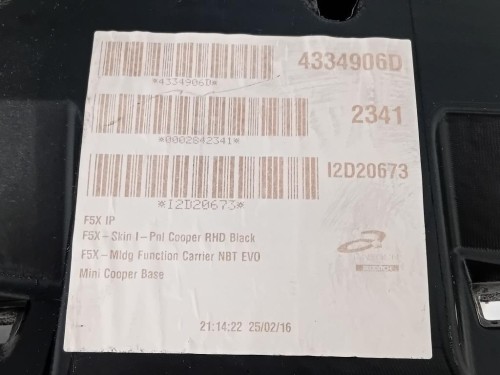 4334906D
*4334906D*
2341
*0002842341*
I2D20673
*I2D20673*
F5X IP
F5X-Skin I-Pnl Cooper RHD Black
F5X-Mldg Function Carrier NBT EVO
Mini Cooper Base
21:14:22 25/02/16